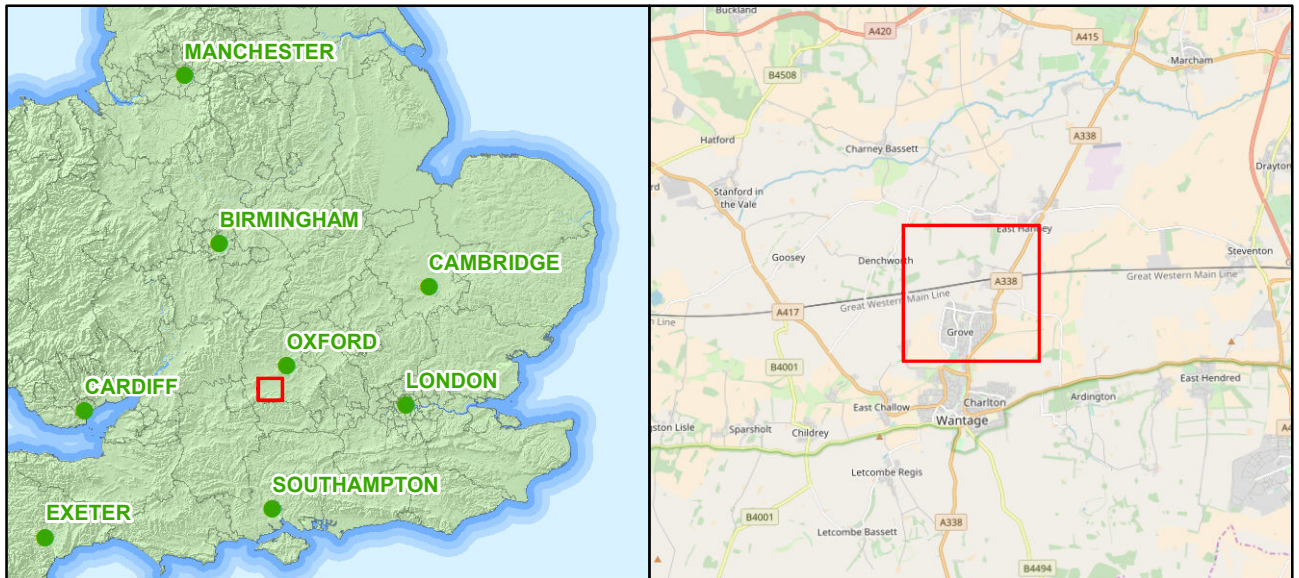 MANCHESTER
BIRMINGHAM
CAMBRIDGE
OXFORD
CARDIFF
LONDON
SOUTHAMPTON
EXETER
Buckland
A420
A415
Marcham
B4508
A338
Hatford
Charney Bassett
Drayton
Stanford in
the Vale
East Hanney
Steventon
Goosey
Denchworth
A338
Great Western Main Line
Great Western Main Line
A417
Grove
B4001
East Hendred
East Challow
Charlton
Ardington
Wantage
Sparsholt
Childrey
Letcombe Regis
B4001
A338
Letcombe Bassett
B4494